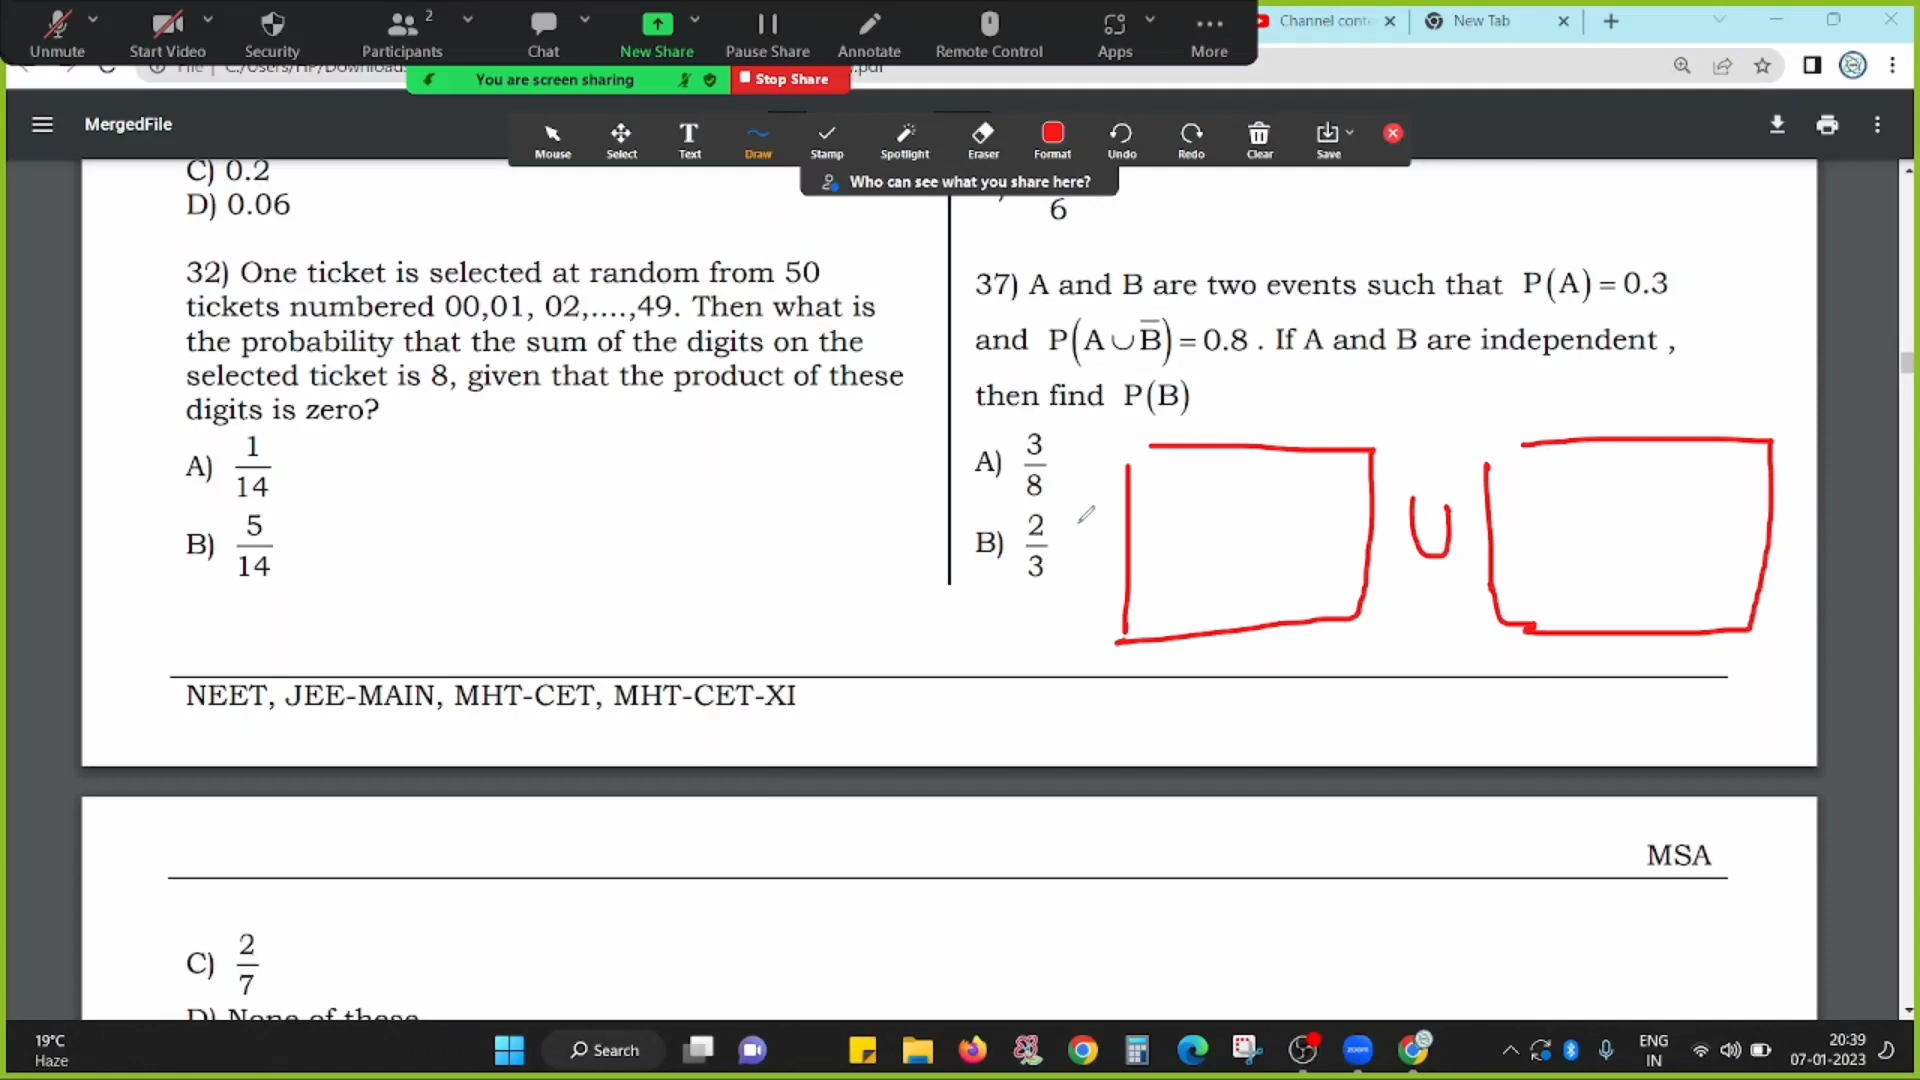 Unmute
Start Video
Security
Participants
2
Chat
New Share
Pause Share
Annotate
Remote Control
Apps
More
Channel cont
New Tab
You are screen sharing
Stop Share
.pdf
MergedFile
Mouse
Select
Text
Draw
Stamp
Spotlight
Eraser
Format
Undo
Redo
Clear
Save
Who can see what you share here?
C) 0.2
D) 0.06
32) One ticket is selected at random from 50
tickets numbered 00,01, 02,....,49. Then what is
the probability that the sum of the digits on the
selected ticket is 8, given that the product of these
digits is zero?
A) 1/14
B) 5/14
6
37) A and B are two events such that P(A) = 0.3
and P(A ∪ B̅) = 0.8 . If A and B are independent ,
then find P(B)
A) 3/8
B) 2/3
∪
NEET, JEE-MAIN, MHT-CET, MHT-CET-XI
MSA
C) 2/7
D) None of these
19°C
Haze
Search
zoom
ENG
IN
20:39
07-01-2023